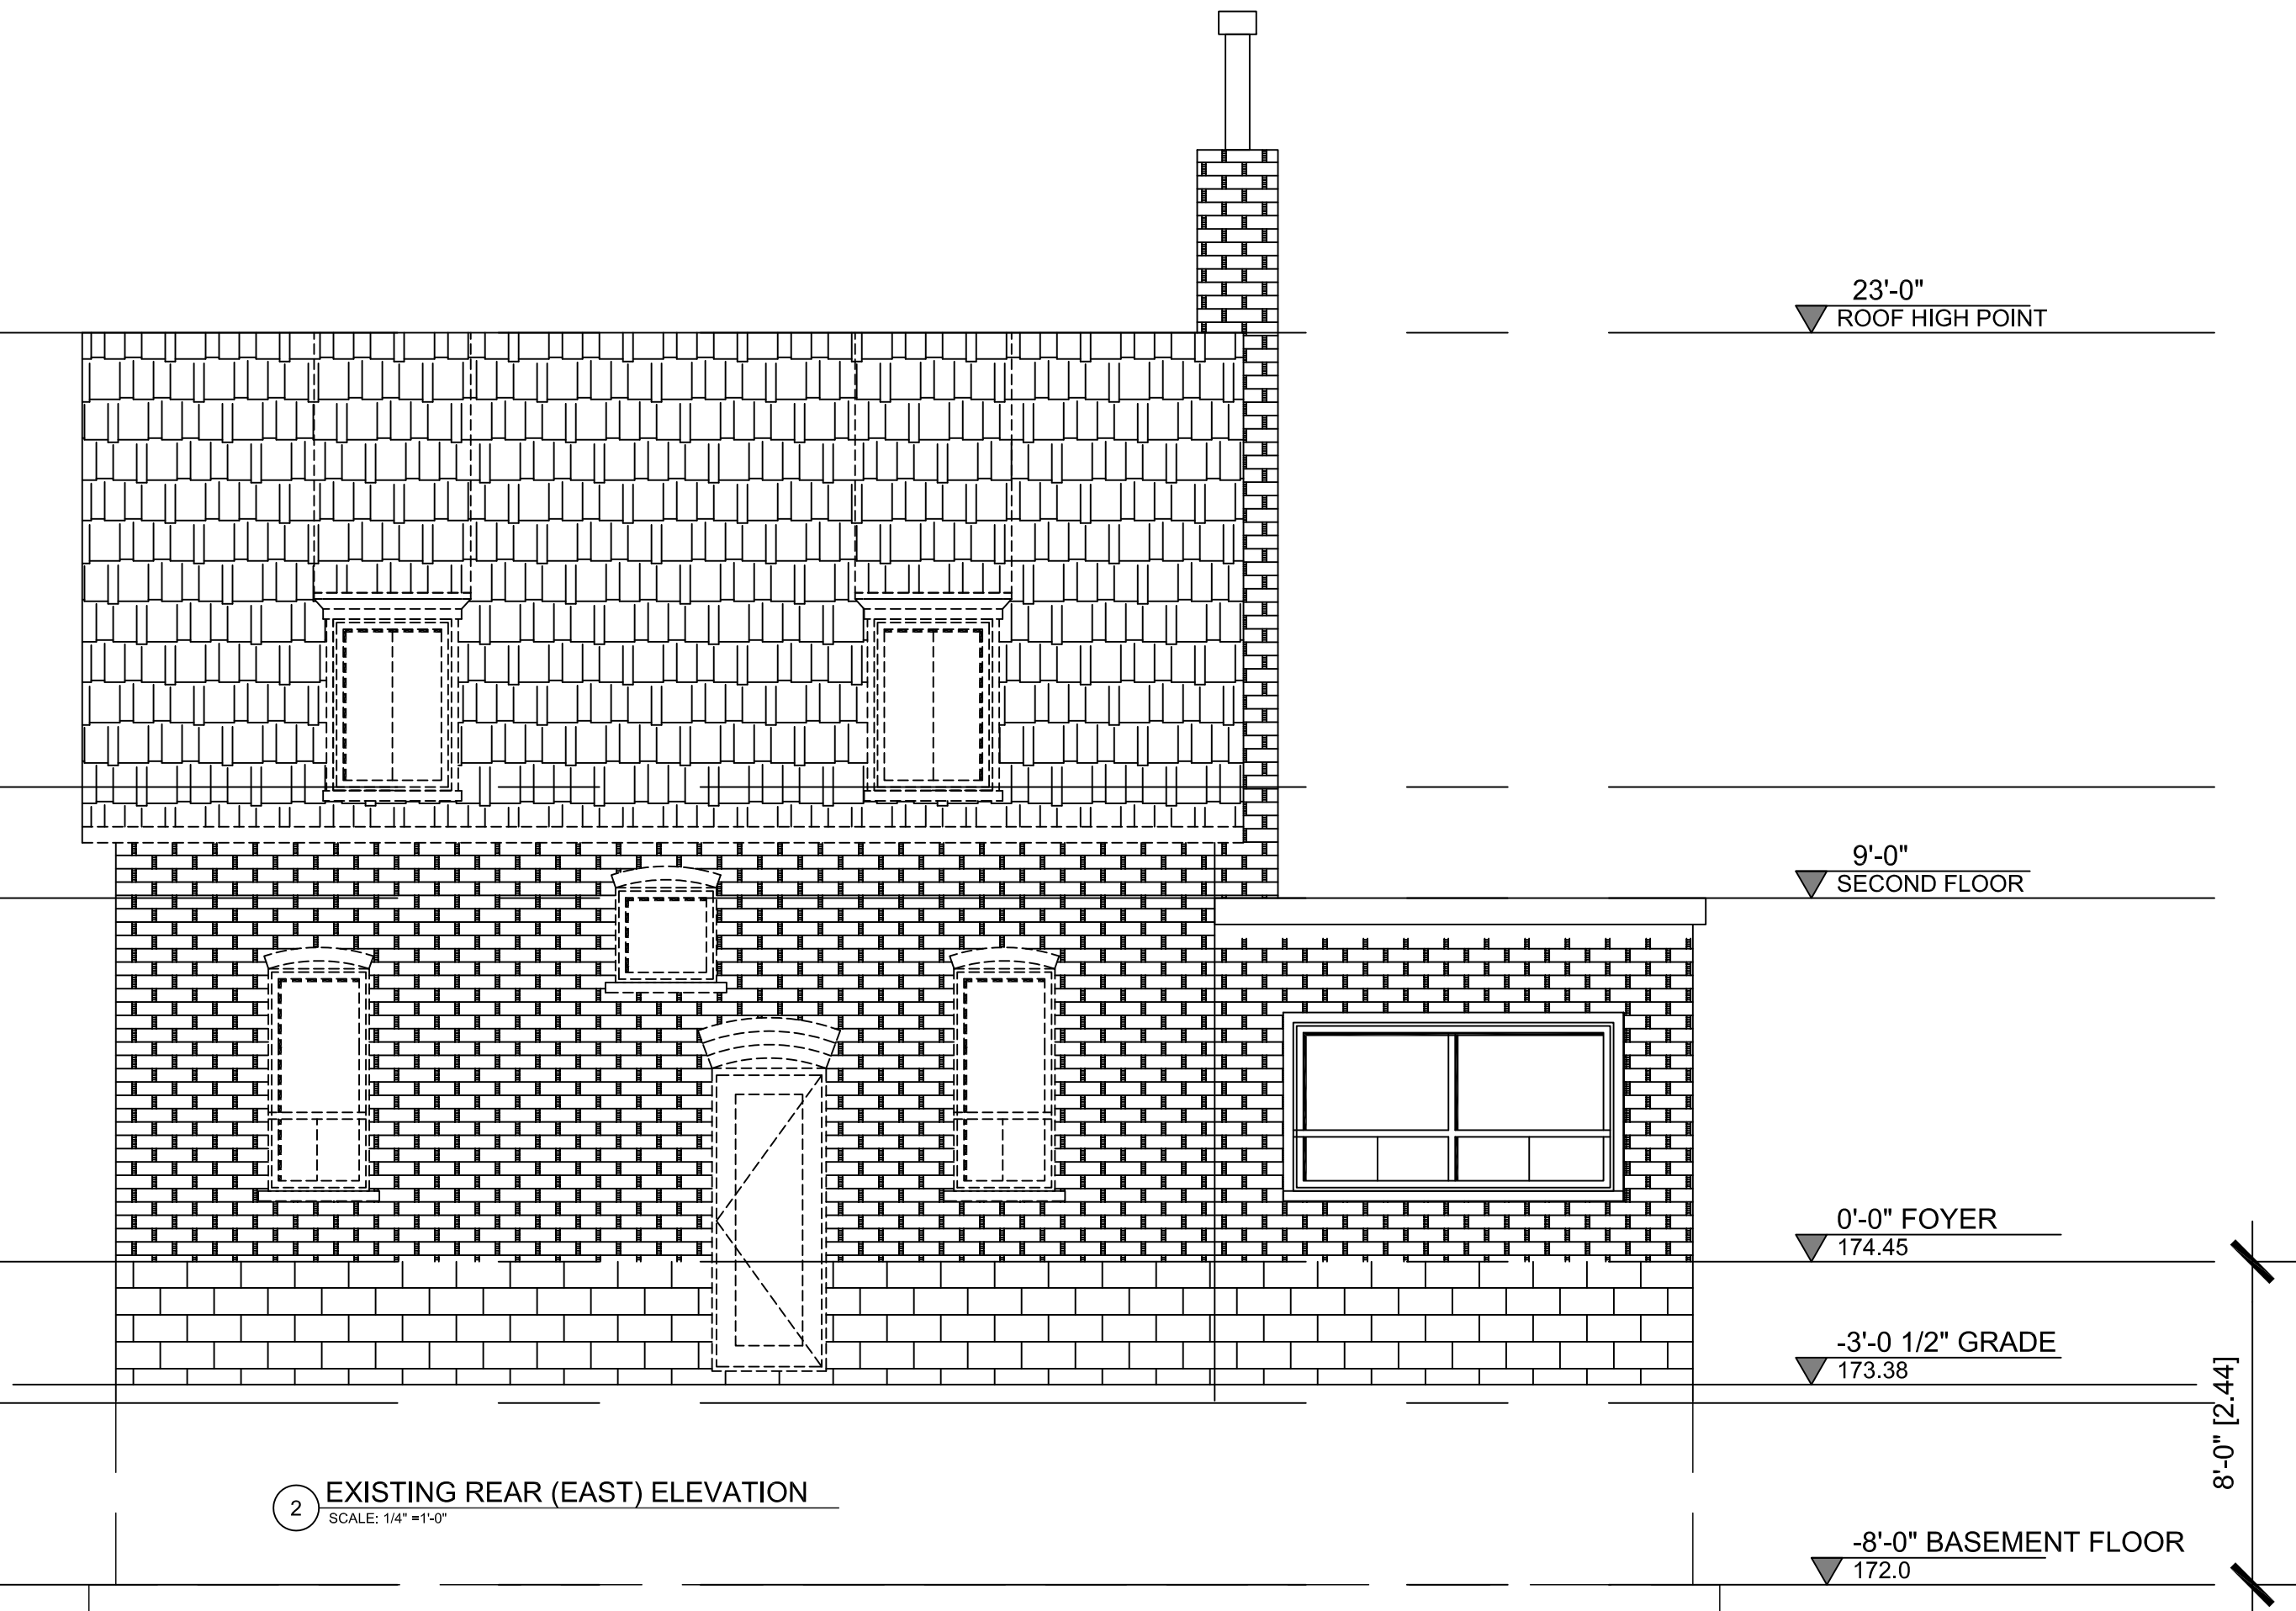 23'-0"
ROOF HIGH POINT
9'-0"
SECOND FLOOR
0'-0" FOYER
174.45
-3'-0 1/2" GRADE
173.38
8'-0" [2.44]
2
EXISTING REAR (EAST) ELEVATION
SCALE: 1/4" =1'-0"
-8'-0" BASEMENT FLOOR
172.0